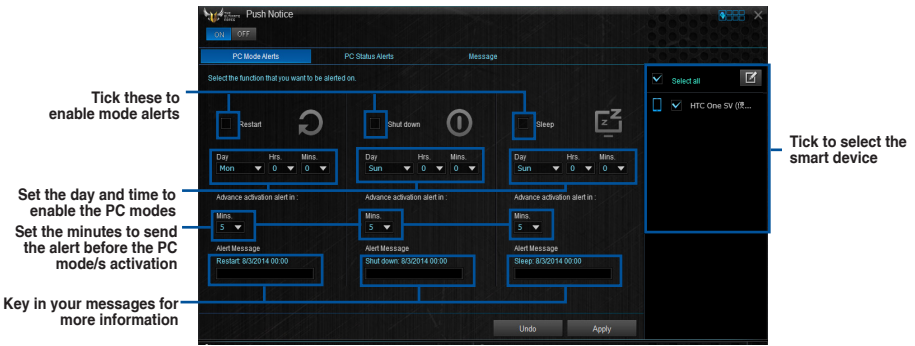 THE ULTIMATE FORCE
Push Notice
ON OFF
PC Mode Alerts PC Status Alerts Message
Select the function that you want to be alerted on.
Select all
HTC One SV
Restart Shut down Sleep
Day Hrs. Mins. Day Hrs. Mins. Day Hrs. Mins.
Mon 0 0 Sun 0 0 Sun 0 0
Advance activation alert in : Advance activation alert in : Advance activation alert in :
Mins. Mins. Mins.
5 5 5
Alert Message Alert Message Alert Message
Restart: 8/3/2014 00:00 Shut down: 8/3/2014 00:00 Sleep: 8/3/2014 00:00
Undo Apply
Tick these to
enable mode alerts
Set the day and time to
enable the PC modes
Set the minutes to send
the alert before the PC
mode/s activation
Key in your messages for
more information
Tick to select the
smart device